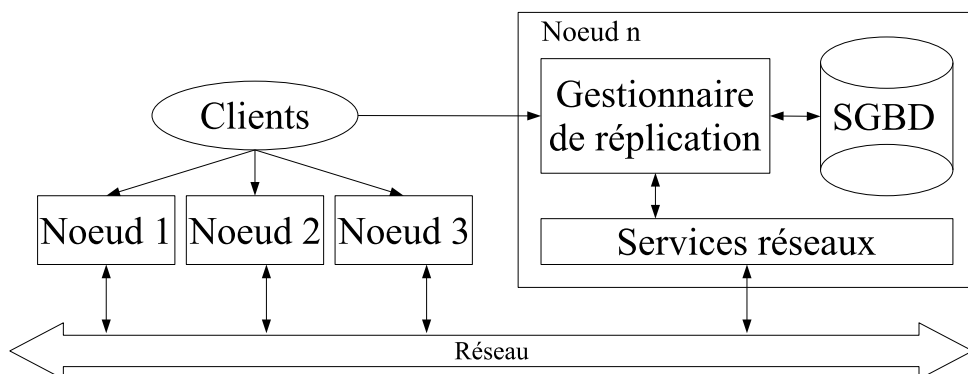 Noeud n
Clients
Gestionnaire
de réplication
SGBD
Noeud 1
Noeud 2
Noeud 3
Services réseaux
Réseau